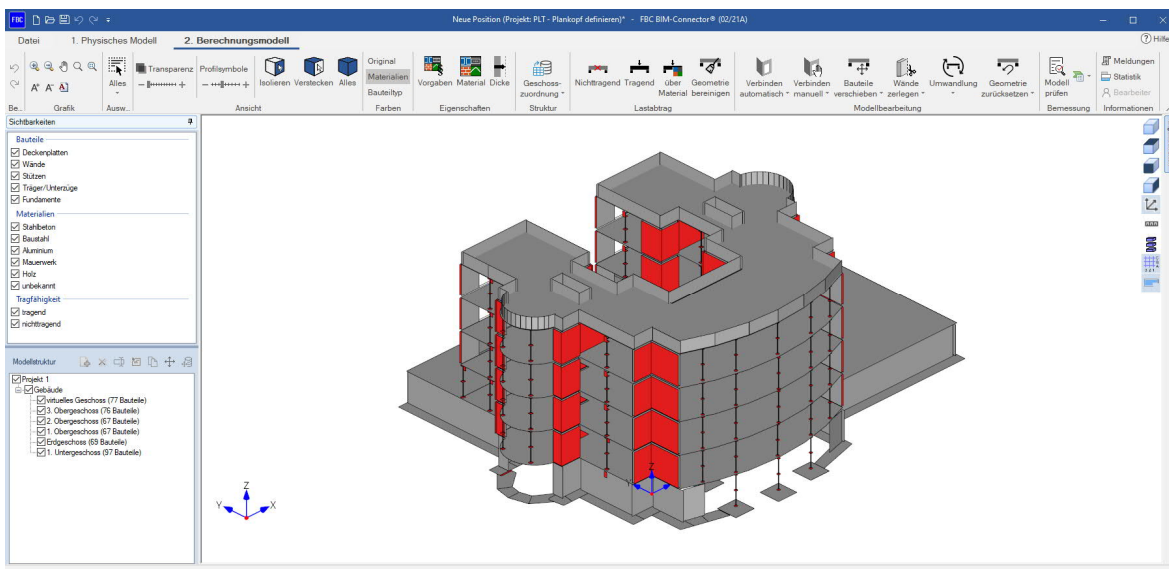 FBC Neue Position (Projekt: PLT - Plankopf definieren)* - FBC BIM-Connector® (02/21A)
Datei 1. Physisches Modell 2. Berechnungsmodell Hilfe
Alles
Transparenz
Profilsymbole
Isolieren Verstecken Alles
Original
Materialien
Bauteiltyp
Vorgaben Material Dicke
Geschoss-
zuordnung
Nichttragend Tragend über Material Geometrie bereinigen
Verbinden automatisch Verbinden manuell Bauteile verschieben Wände zerlegen Umwandlung Geometrie zurücksetzen
Modell prüfen
Meldungen
Statistik
Bearbeiter
Be... Grafik Ausw... Ansicht Farben Eigenschaften Struktur Lastabtrag Modellbearbeitung Bemessung Informationen
Sichtbarkeiten
Bauteile
Deckenplatten
Wände
Stützen
Träger/Unterzüge
Fundamente
Materialien
Stahlbeton
Baustahl
Aluminium
Mauerwerk
Holz
unbekannt
Tragfähigkeit
tragend
nichttragend
Modellstruktur
Projekt 1
Gebäude
virtuelles Geschoss (77 Bauteile)
3. Obergeschoss (76 Bauteile)
2. Obergeschoss (67 Bauteile)
1. Obergeschoss (67 Bauteile)
Erdgeschoss (69 Bauteile)
1. Untergeschoss (97 Bauteile)
Z
Y X
Z